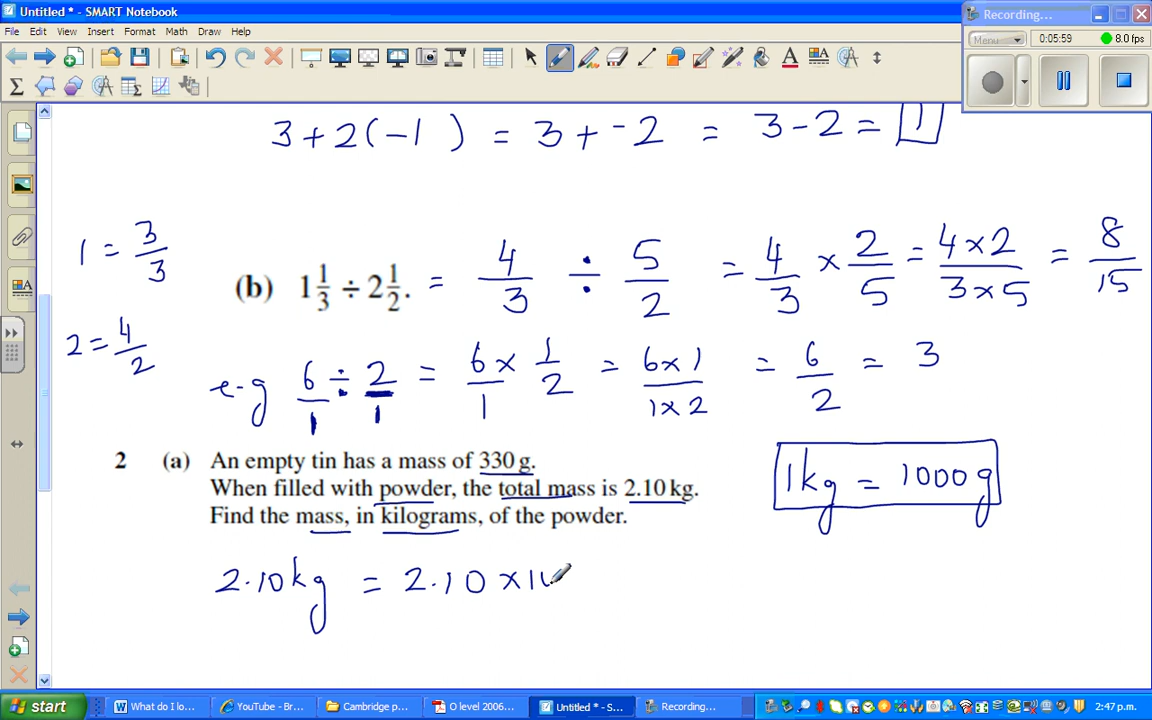 Untitled * - SMART Notebook
File Edit View Insert Format Math Draw Help
Recording...
Menu 0:05:59 8.0 fps
3 + 2(-1) = 3 + -2 = 3 - 2 = 1
1 = 3/3
(b) 1 1/3 ÷ 2 1/2. = 4/3 ÷ 5/2 = 4/3 × 2/5 = 4×2/3×5 = 8/15
2 = 4/2
e-g 6/1 ÷ 2/1 = 6/1 × 1/2 = 6×1/1×2 = 6/2 = 3
2 (a) An empty tin has a mass of 330 g.
When filled with powder, the total mass is 2.10 kg.
Find the mass, in kilograms, of the powder.
1kg = 1000g
2.10kg = 2.10 ×10
start What do I lo... YouTube - Br... Cambridge p... O level 2006... Untitled * - S... Recording... 2:47 p.m.